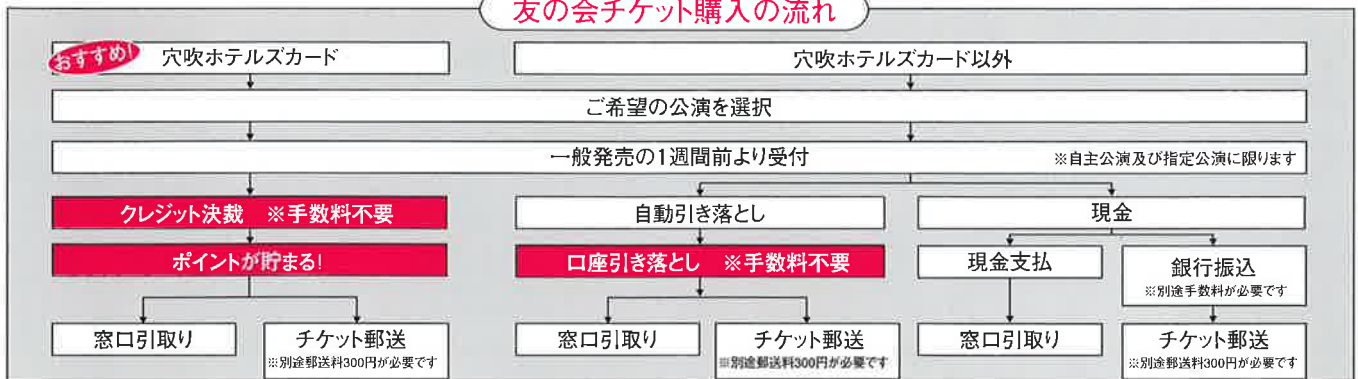 友の会チケット購入の流れ
おすすめ!
穴吹ホテルズカード
穴吹ホテルズカード以外
ご希望の公演を選択
一般発売の1週間前より受付
※自主公演及び指定公演に限ります
クレジット決裁 ※手数料不要
自動引き落とし
現金
ポイントが貯まる!
口座引き落とし ※手数料不要
現金支払
銀行振込
※別途手数料が必要です
窓口引取り
チケット郵送
※別途郵送料300円が必要です
窓口引取り
チケット郵送
※別途郵送料300円が必要です
窓口引取り
チケット郵送
※別途郵送料300円が必要です